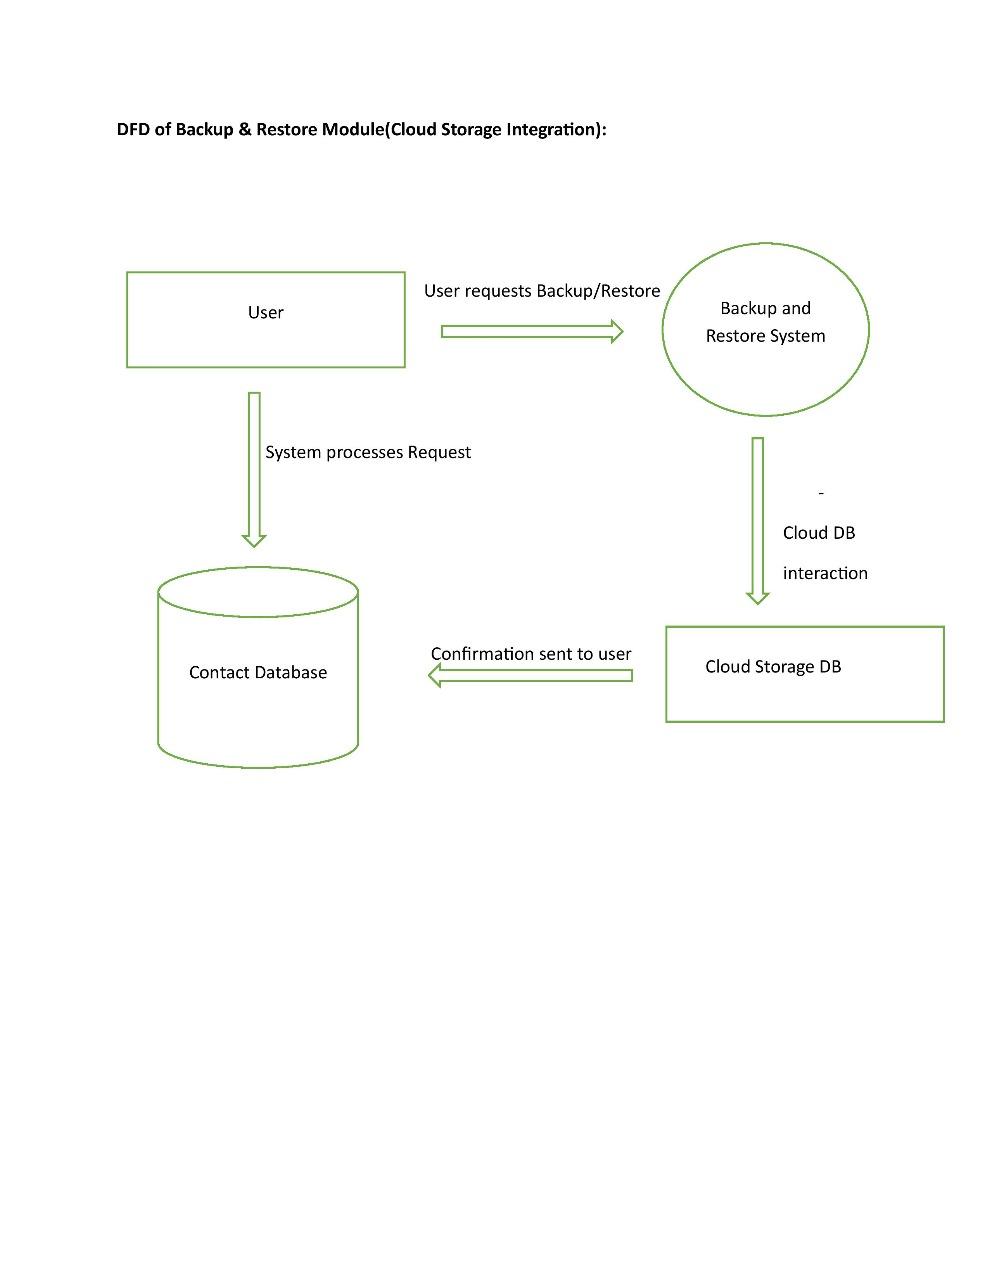 DFD of Backup & Restore Module(Cloud Storage Integration):
User
User requests Backup/Restore
Backup and
Restore System
System processes Request
-
Cloud DB
interaction
Contact Database
Confirmation sent to user
Cloud Storage DB